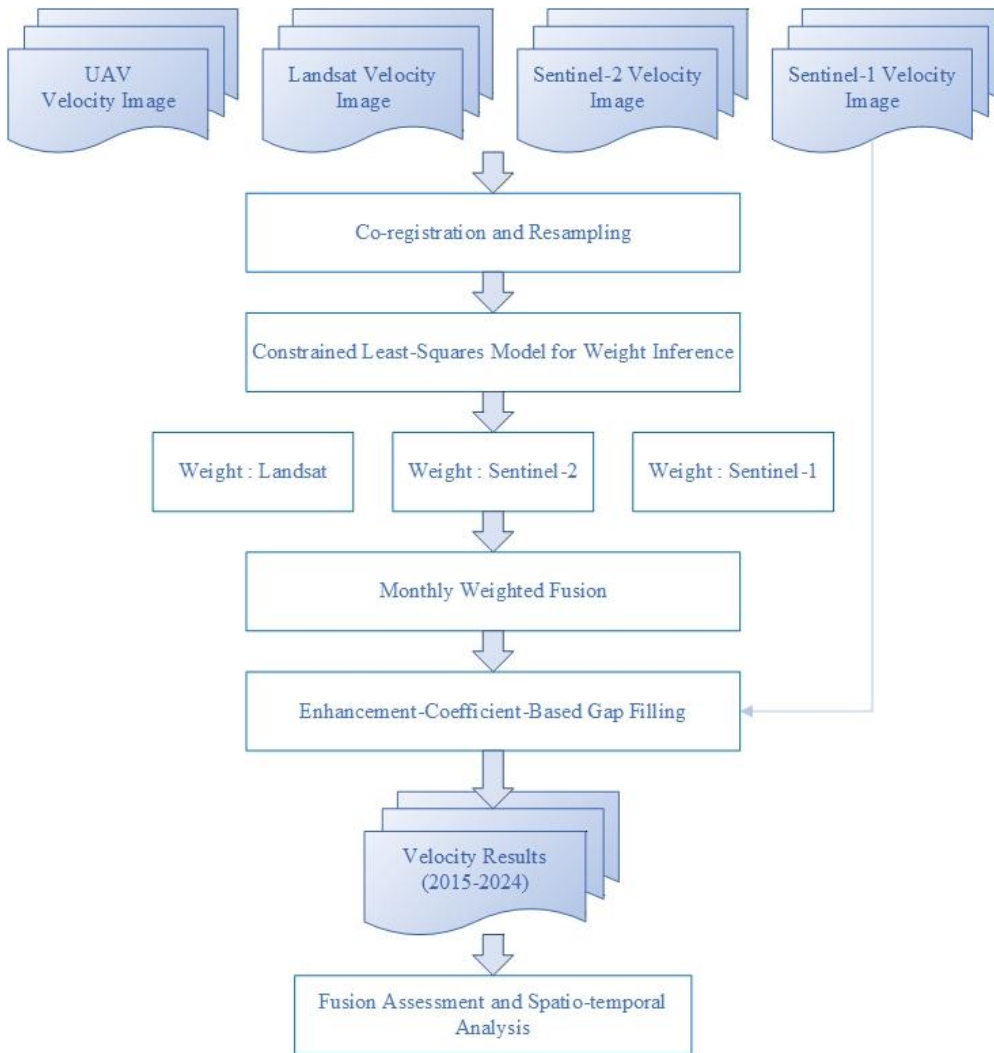 UAV
Velocity Image
Landsat Velocity
Image
Sentinel-2 Velocity
Image
Sentinel-1 Velocity
Image
Co-registration and Resampling
Constrained Least-Squares Model for Weight Inference
Weight : Landsat
Weight : Sentinel-2
Weight : Sentinel-1
Monthly Weighted Fusion
Enhancement-Coefficient-Based Gap Filling
Velocity Results
(2015-2024)
Fusion Assessment and Spatio-temporal
Analysis